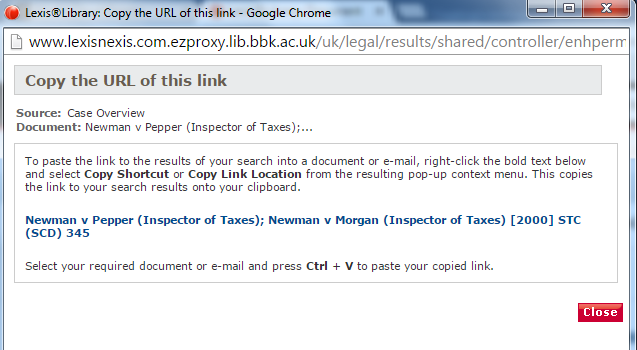 Lexis®Library: Copy the URL of this link - Google Chrome
www.lexisnexis.com.ezproxy.lib.bbk.ac.uk/uk/legal/results/shared/controller/enhperm
Copy the URL of this link
Source: Case Overview
Document: Newman v Pepper (Inspector of Taxes);...
To paste the link to the results of your search into a document or e-mail, right-click the bold text below
and select Copy Shortcut or Copy Link Location from the resulting pop-up context menu. This copies
the link to your search results onto your clipboard.
Newman v Pepper (Inspector of Taxes); Newman v Morgan (Inspector of Taxes) [2000] STC
(SCD) 345
Select your required document or e-mail and press Ctrl + V to paste your copied link.
Close